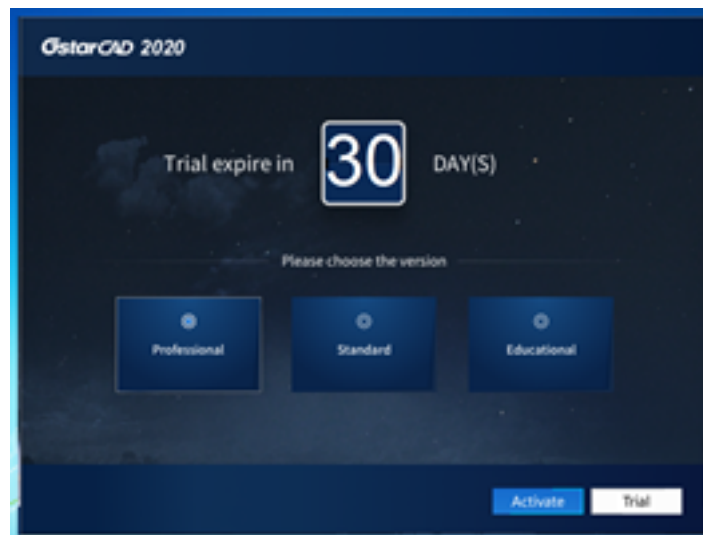 GstarCAD 2020
Trial expire in 30 DAY(S)
Please choose the version
Professional Standard Educational
Activate Trial